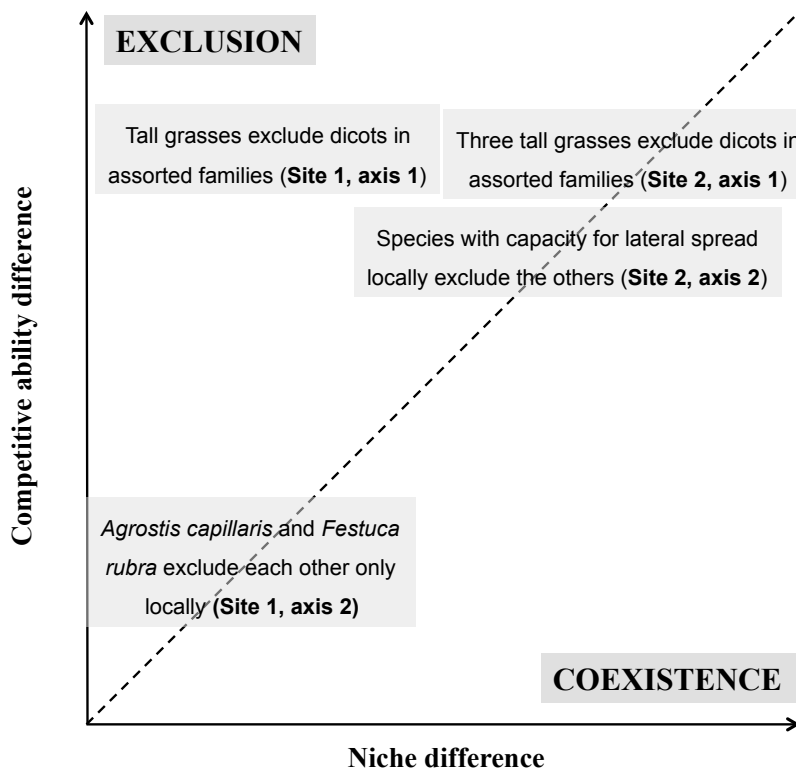 EXCLUSION
Tall grasses exclude dicots in
assorted families (Site 1, axis 1)
Three tall grasses exclude dicots in
assorted families (Site 2, axis 1)
Species with capacity for lateral spread
locally exclude the others (Site 2, axis 2)
Competitive ability difference
Agrostis capillaris and Festuca
rubra exclude each other only
locally (Site 1, axis 2)
COEXISTENCE
Niche difference